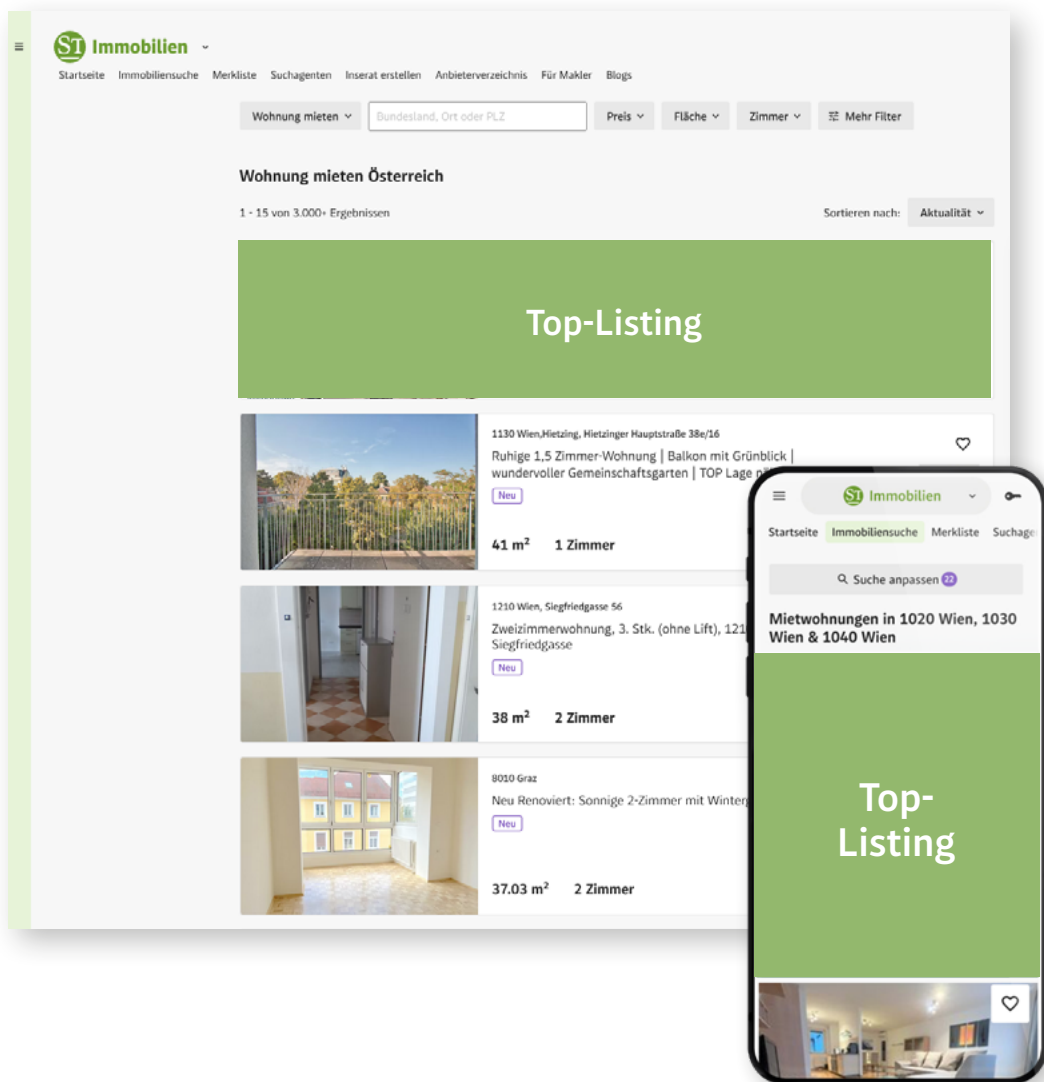 ST Immobilien
Startseite Immobiliensuche Merkliste Suchagenten Inserat erstellen Anbieterverzeichnis Für Makler Blogs
Wohnung mieten Bundesland, Ort oder PLZ Preis Fläche Zimmer Mehr Filter
Wohnung mieten Österreich
1 - 15 von 3.000+ Ergebnissen Sortieren nach: Aktualität
Top-Listing
1130 Wien,Hietzing, Hietzinger Hauptstraße 38e/16
Ruhige 1,5 Zimmer-Wohnung | Balkon mit Grünblick |
wundervoller Gemeinschaftsgarten | TOP Lage
Neu
41 m² 1 Zimmer
1210 Wien, Siegfriedgasse 56
Zweizimmerwohnung, 3. Stk. (ohne Lift), 121
Siegfriedgasse
Neu
38 m² 2 Zimmer
8010 Graz
Neu Renoviert: Sonnige 2-Zimmer mit Winterg
Neu
37.03 m² 2 Zimmer
ST Immobilien
Startseite Immobiliensuche Merkliste Suchage
Suche anpassen 22
Mietwohnungen in 1020 Wien, 1030
Wien & 1040 Wien
Top-
Listing